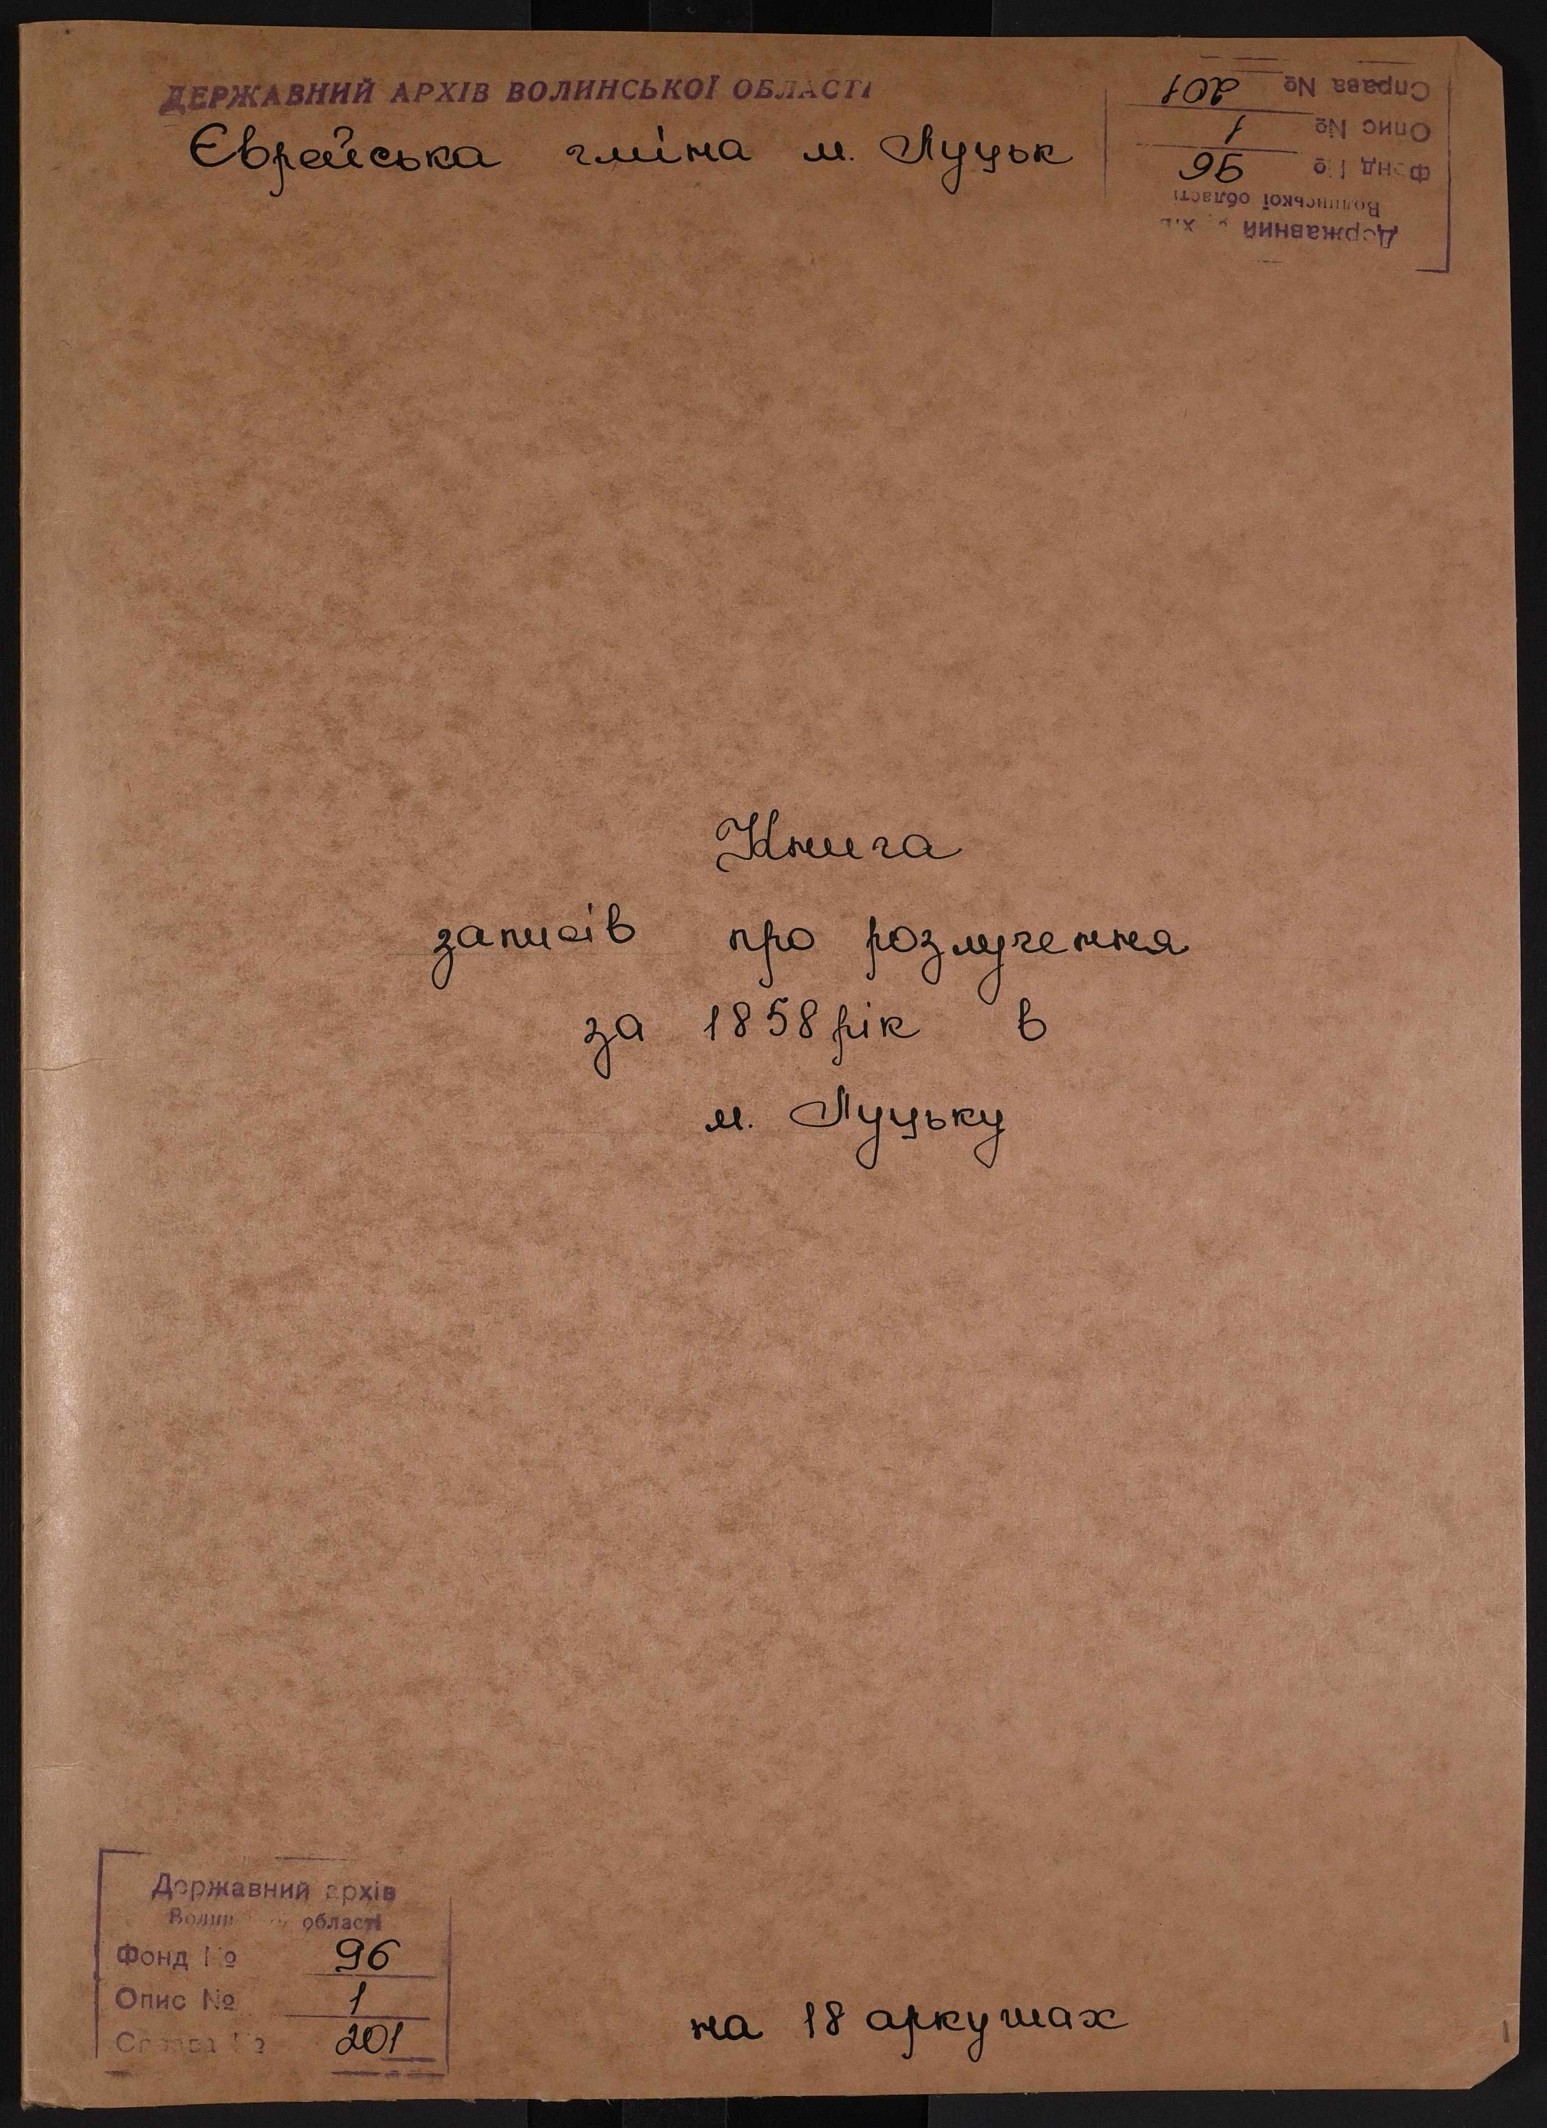 ДЕРЖАВНИЙ АРХІВ ВОЛИНСЬКОЇ ОБЛАСТІ
Єврейська гміна м. Луцьк
Державний
Волинської області
Фонд № 96
Опис № 1
Справа № 201
Книга
записів про розлучення
за 1858 рік в
м. Луцьку
Державний архів
області
Фонд № 96
Опис № 1
Справа № 201
на 18 аркушах